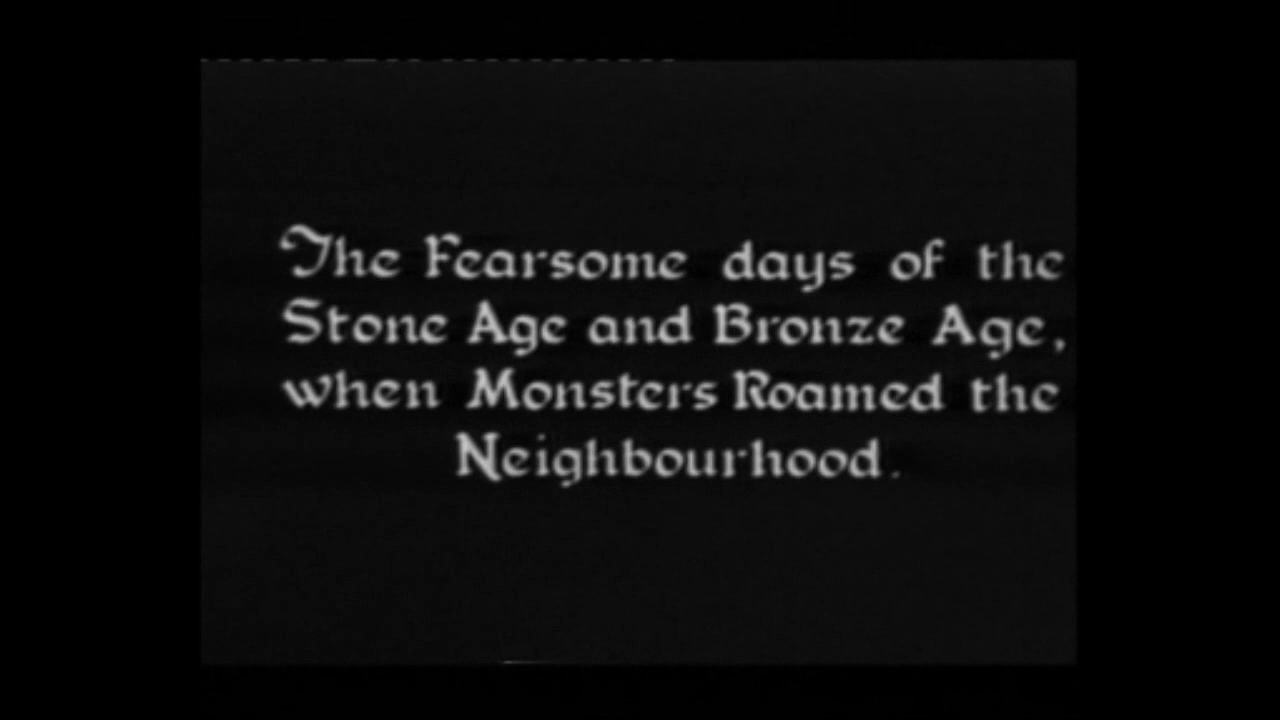 The Fearsome days of the
Stone Age and Bronze Age,
when Monsters Roamed the
Neighbourhood.